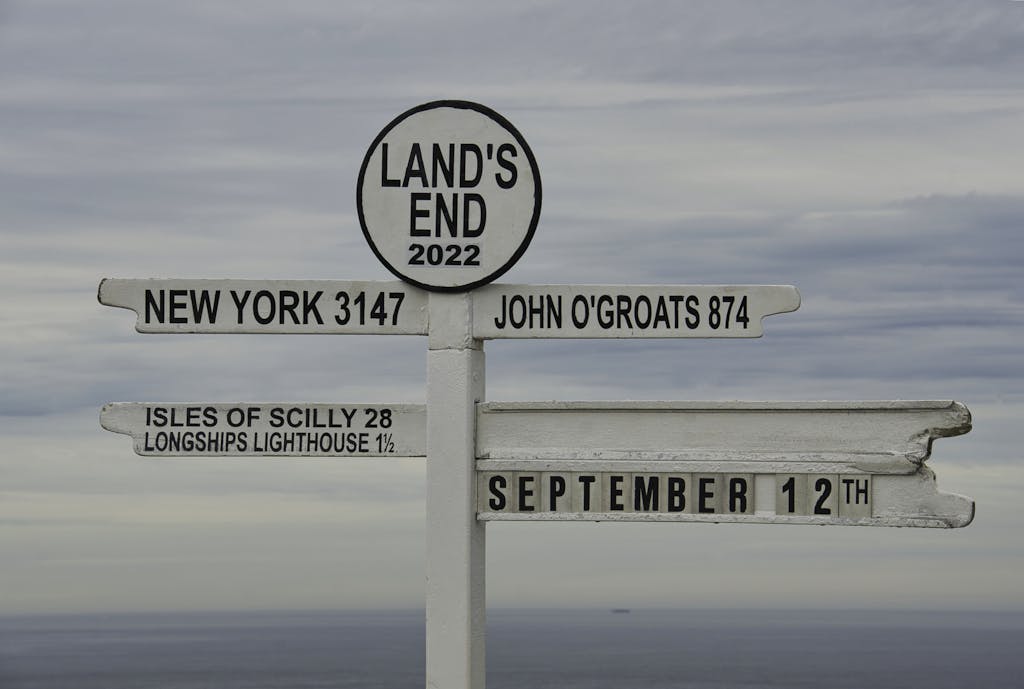 LAND'S
END
2022
NEW YORK 3147
JOHN O'GROATS 874
ISLES OF SCILLY 28
LONGSHIPS LIGHTHOUSE 1½
SEPTEMBER 12TH